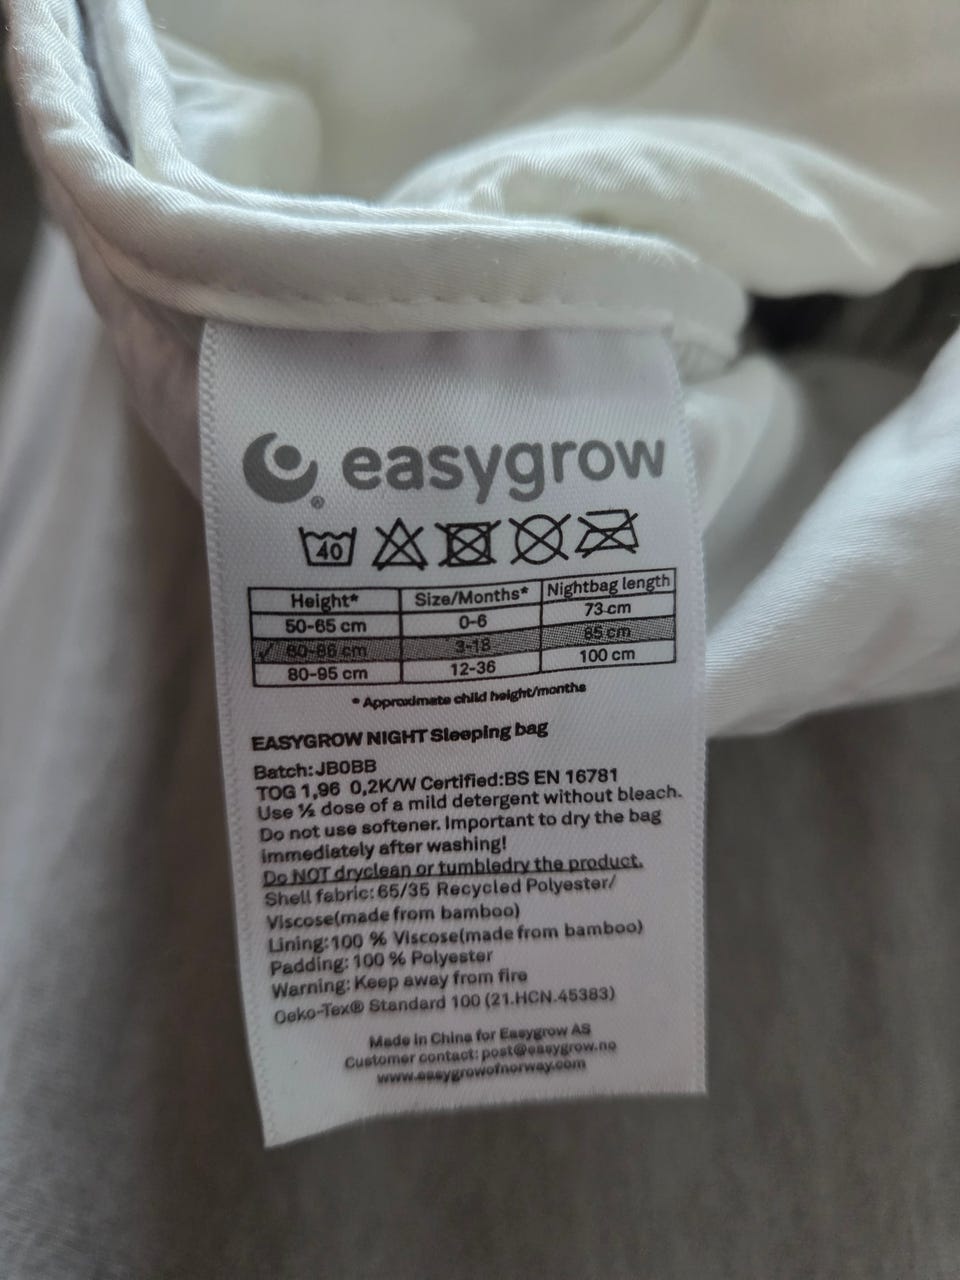 easygrow
®
40
Height* Size/Months* Nightbag length
50-65 cm 0-6 73 cm
✓ 60-86 cm 3-18 85 cm
80-95 cm 12-36 100 cm
* Approximate child height/months
EASYGROW NIGHT Sleeping bag
Batch: JB0BB
TOG 1,96 0,2K/W Certified:BS EN 16781
Use ½ dose of a mild detergent without bleach.
Do not use softener. Important to dry the bag
immediately after washing!
Do NOT dryclean or tumbledry the product.
Shell fabric: 65/35 Recycled Polyester/
Viscose(made from bamboo)
Lining: 100 % Viscose(made from bamboo)
Padding: 100 % Polyester
Warning: Keep away from fire
Oeko-Tex® Standard 100 (21.HCN.45383)
Made in China for Easygrow AS
Customer contact: post@easygrow.no
www.easygrowofnorway.com